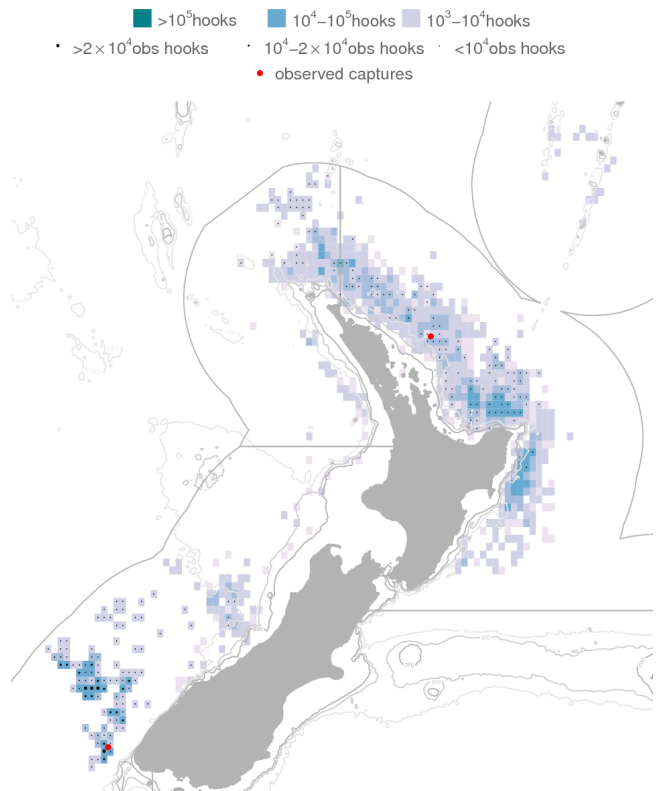 >10⁵hooks 10⁴−10⁵hooks 10³−10⁴hooks
>2 × 10⁴obs hooks 10⁴−2 × 10⁴obs hooks <10⁴obs hooks
observed captures